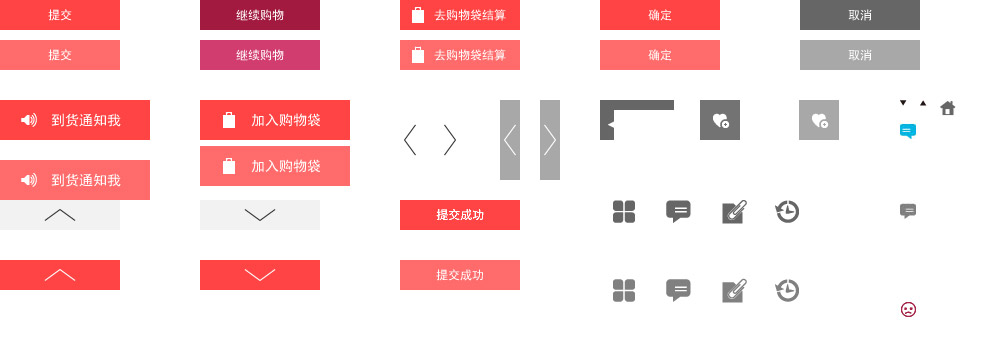 提交
继续购物
去购物袋结算
确定
取消
提交
继续购物
去购物袋结算
确定
取消
到货通知我
加入购物袋
到货通知我
加入购物袋
提交成功
提交成功